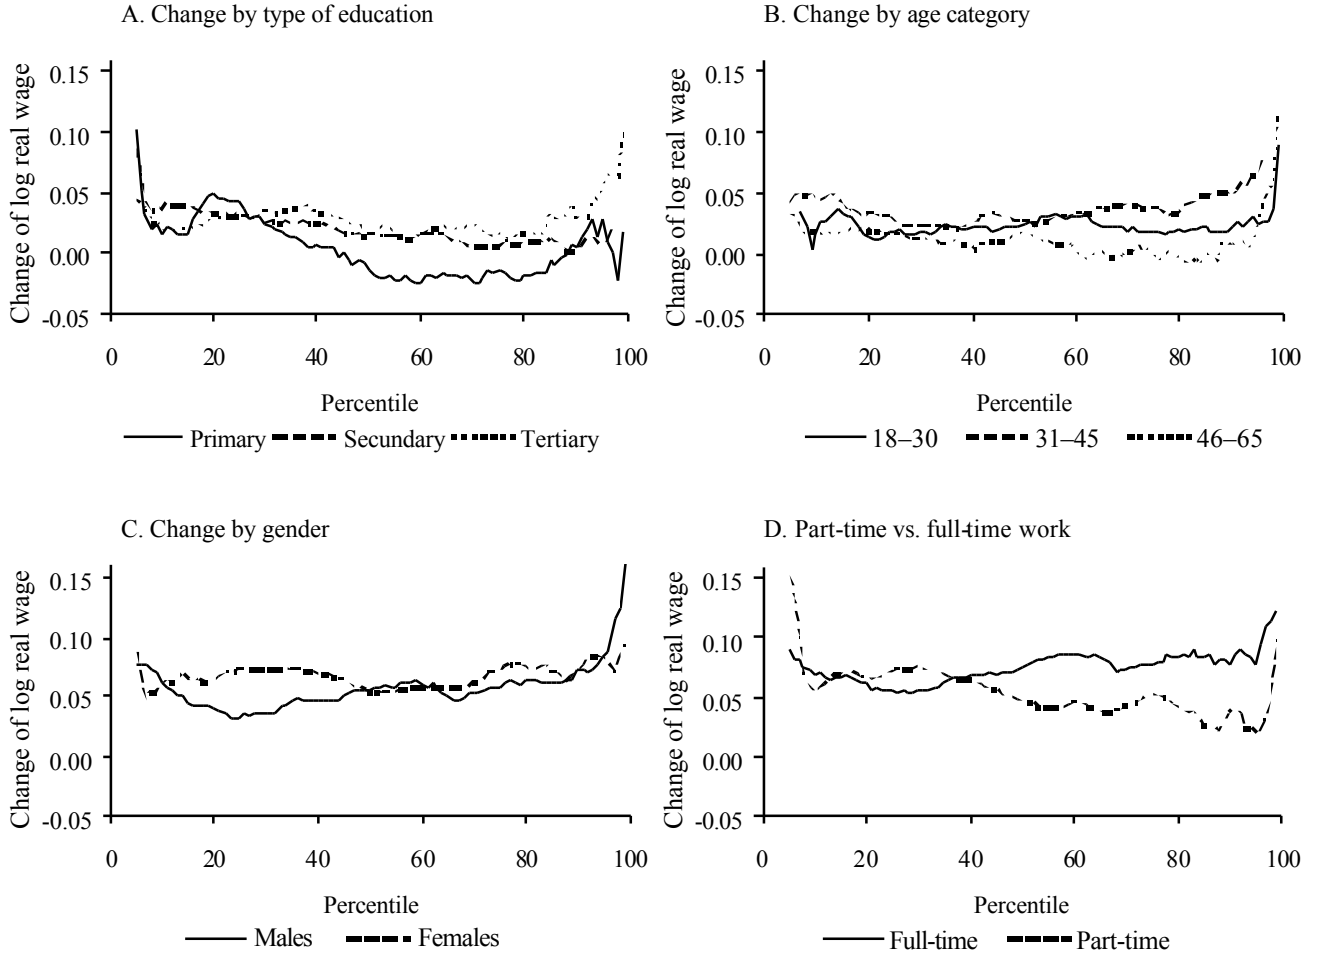 A. Change by type of education
Change of log real wage
0.15
0.10
0.05
0.00
-0.05
0 20 40 60 80 100
Percentile
Primary Secundary Tertiary
B. Change by age category
Change of log real wage
0.15
0.10
0.05
0.00
-0.05
0 20 40 60 80 100
Percentile
18–30 31–45 46–65
C. Change by gender
Change of log real wage
0.15
0.10
0.05
0.00
-0.05
0 20 40 60 80 100
Percentile
Males Females
D. Part-time vs. full-time work
Change of log real wage
0.15
0.10
0.05
0.00
-0.05
0 20 40 60 80 100
Percentile
Full-time Part-time